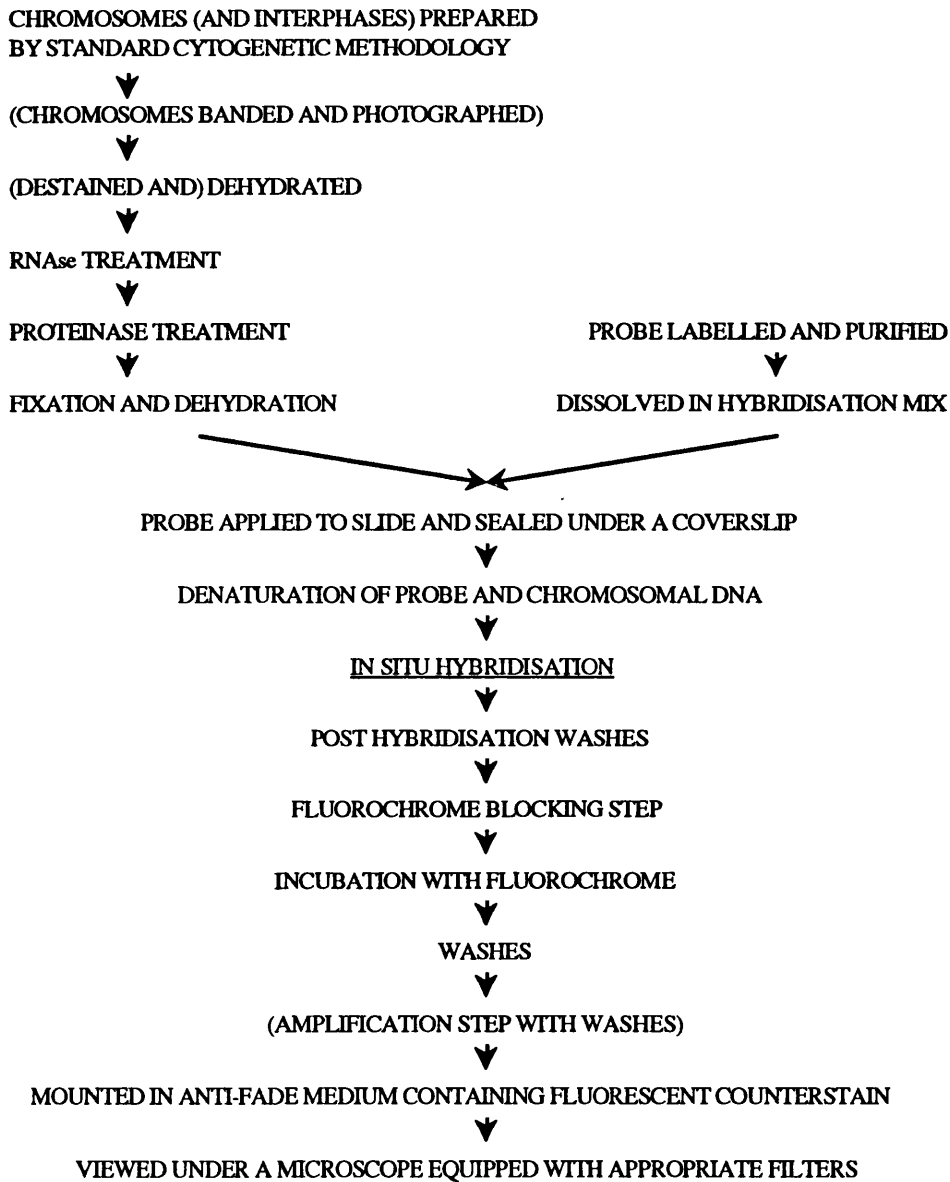 CHROMOSOMES (AND INTERPHASES) PREPARED
BY STANDARD CYTOGENETIC METHODOLOGY
(CHROMOSOMES BANDED AND PHOTOGRAPHED)
(DESTAINED AND) DEHYDRATED
RNAse TREATMENT
PROTEINASE TREATMENT
FIXATION AND DEHYDRATION
PROBE LABELLED AND PURIFIED
DISSOLVED IN HYBRIDISATION MIX
PROBE APPLIED TO SLIDE AND SEALED UNDER A COVERSLIP
DENATURATION OF PROBE AND CHROMOSOMAL DNA
IN SITU HYBRIDISATION
POST HYBRIDISATION WASHES
FLUOROCHROME BLOCKING STEP
INCUBATION WITH FLUOROCHROME
WASHES
(AMPLIFICATION STEP WITH WASHES)
MOUNTED IN ANTI-FADE MEDIUM CONTAINING FLUORESCENT COUNTERSTAIN
VIEWED UNDER A MICROSCOPE EQUIPPED WITH APPROPRIATE FILTERS